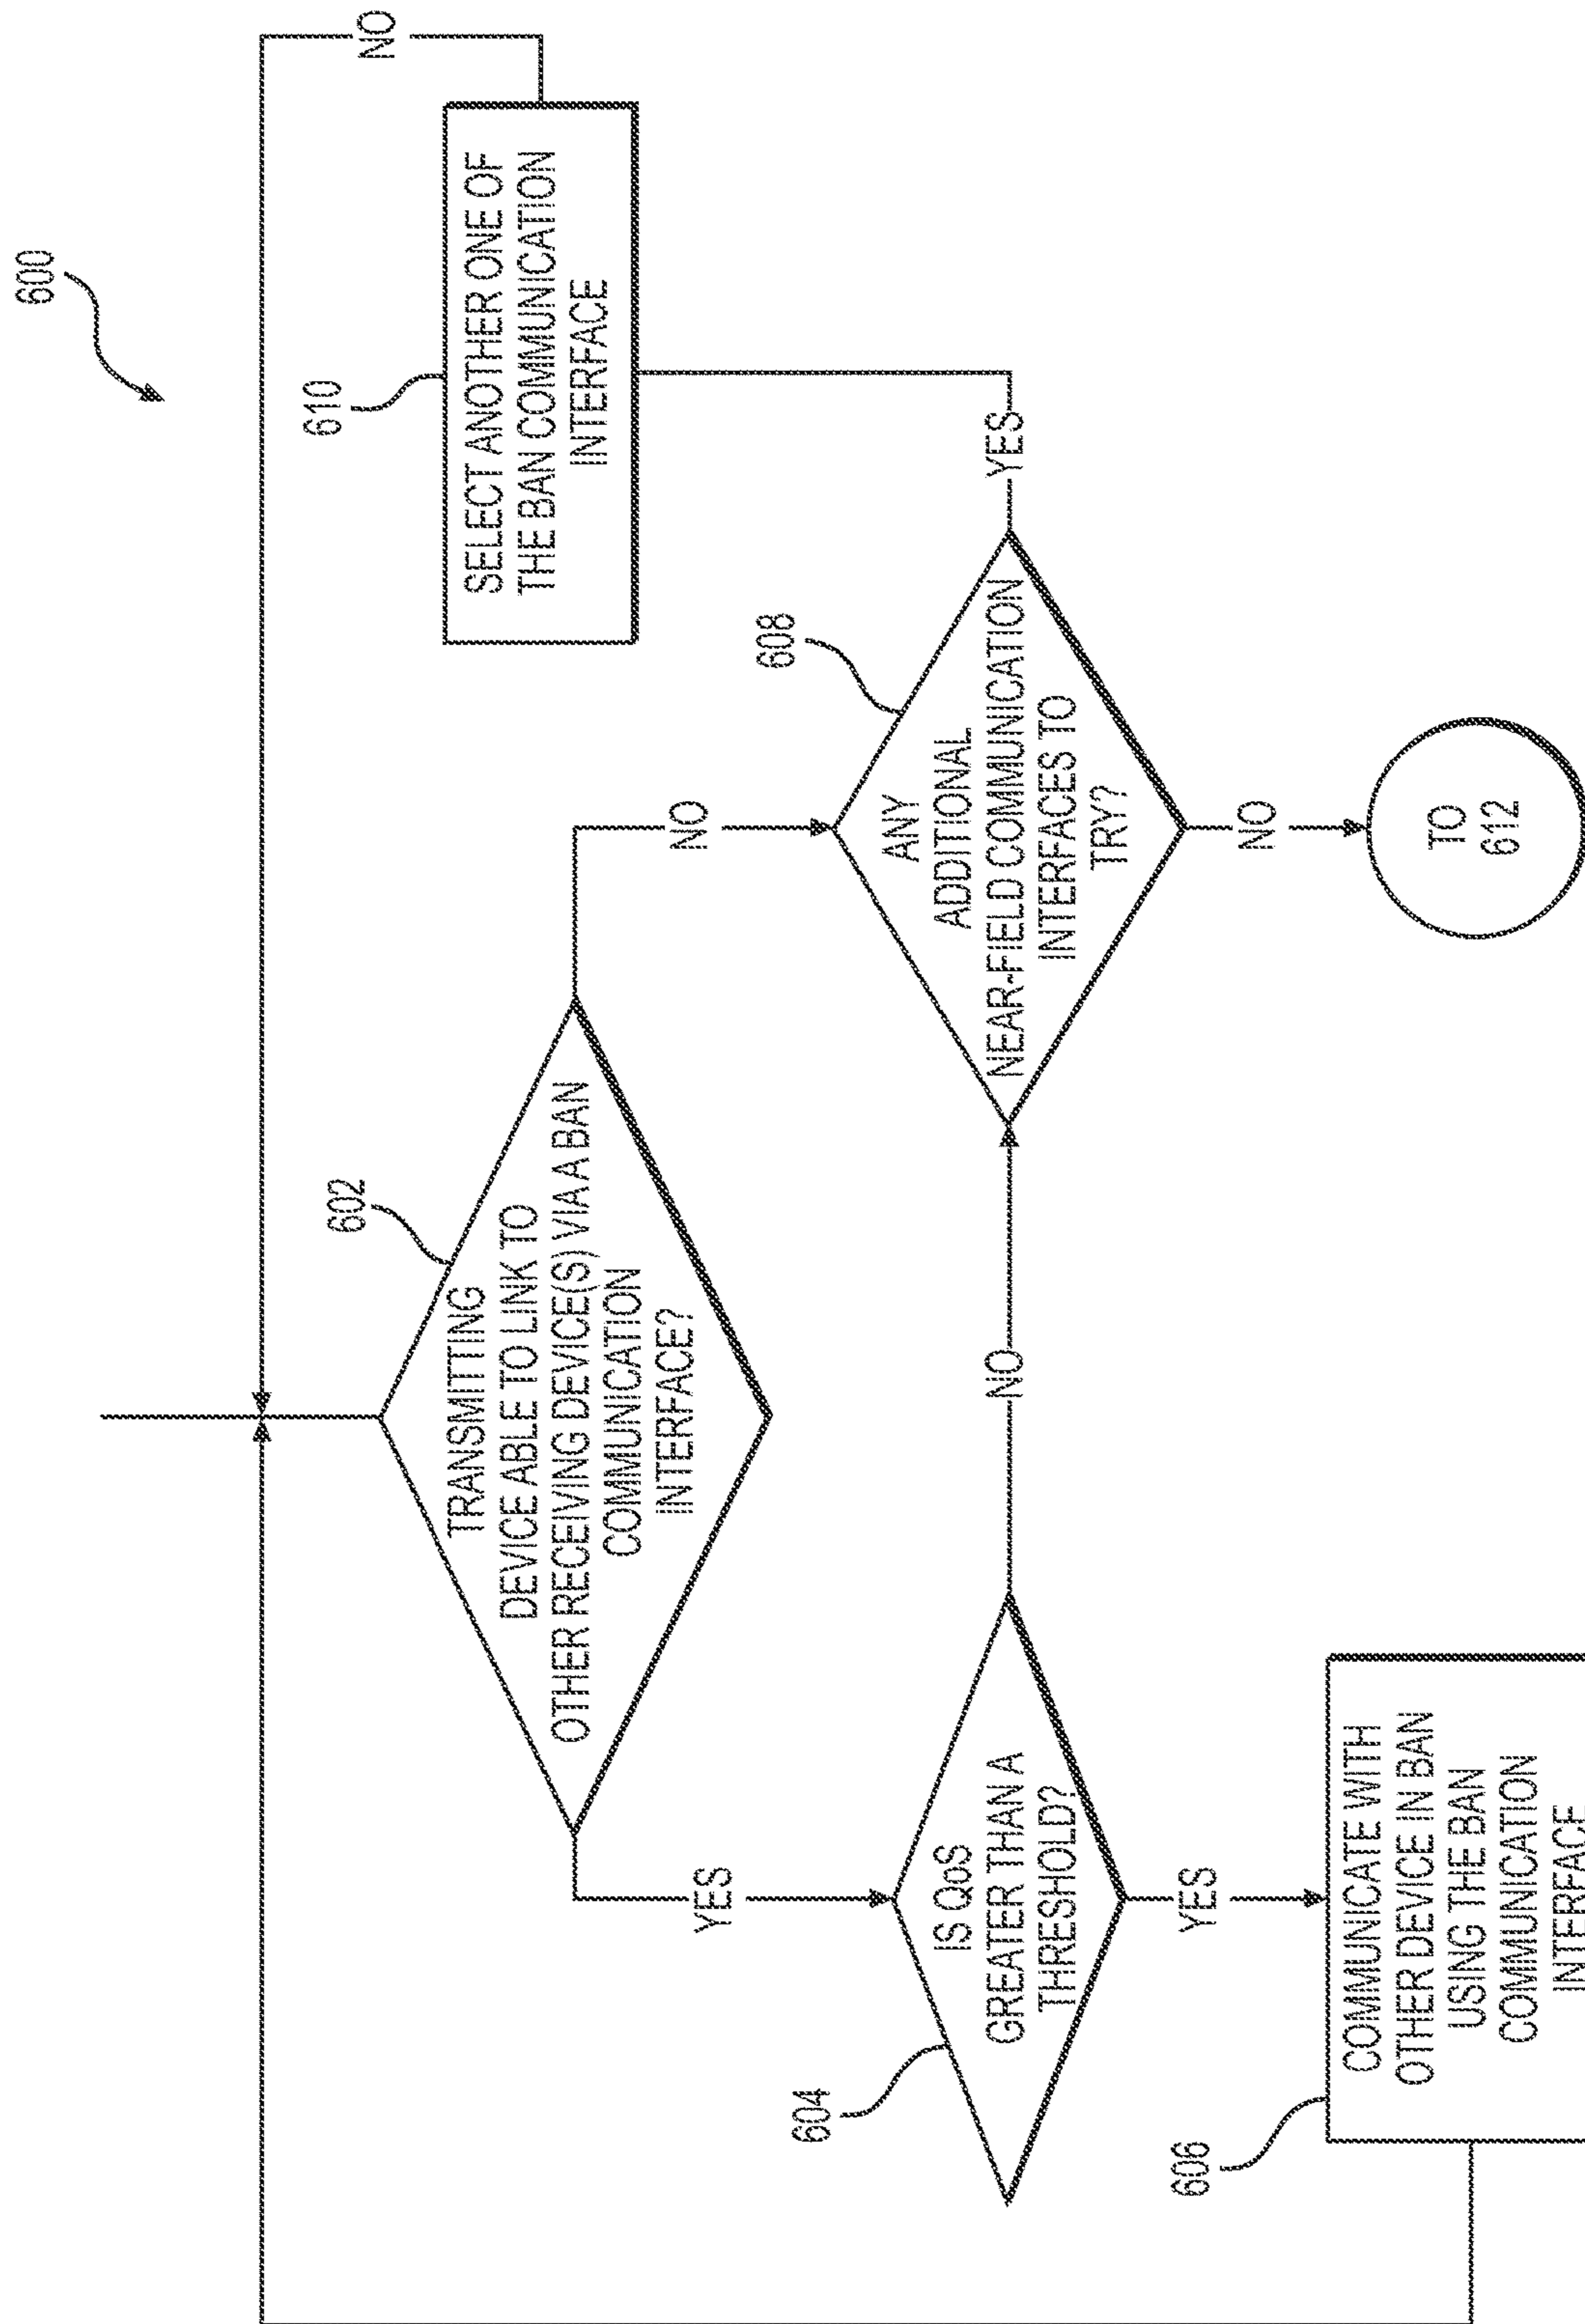 600
602
TRANSMITTING
DEVICE ABLE TO LINK TO
OTHER RECEIVING DEVICE(S) VIA A BAN
COMMUNICATION
INTERFACE?
YES
NO
604
IS QoS
GREATER THAN A
THRESHOLD?
NO
YES
606
COMMUNICATE WITH
OTHER DEVICE IN BAN
USING THE BAN
COMMUNICATION
INTERFACE
608
ANY
ADDITIONAL
NEAR-FIELD COMMUNICATION
INTERFACES TO
TRY?
YES
NO
610
SELECT ANOTHER ONE OF
THE BAN COMMUNICATION
INTERFACE
NO
TO
612